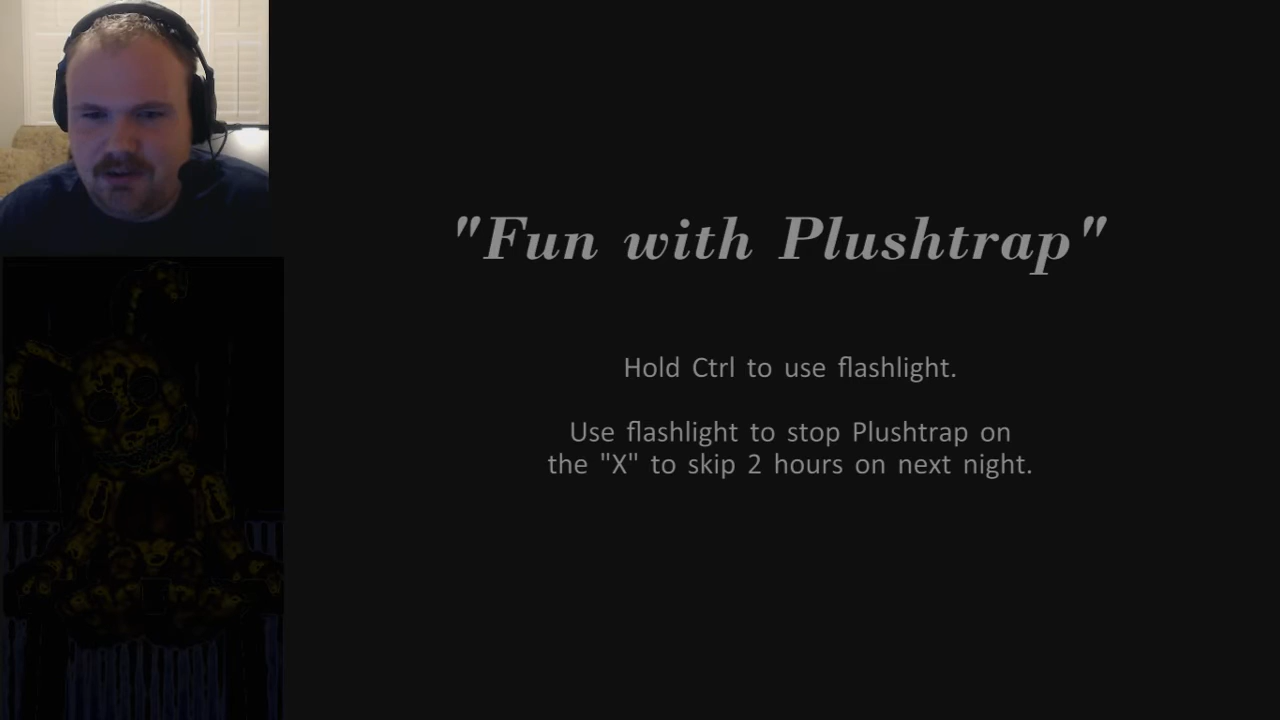 "Fun with Plushtrap"
Hold Ctrl to use flashlight.
Use flashlight to stop Plushtrap on
the "X" to skip 2 hours on next night.